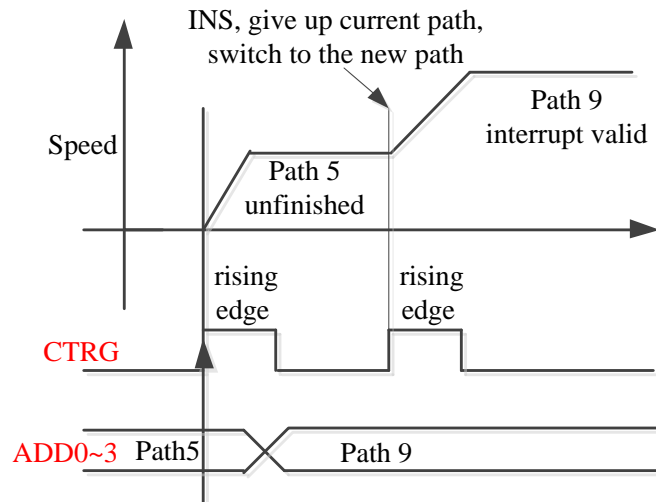 INS, give up current path,
switch to the new path
Path 9
interrupt valid
Speed
Path 5
unfinished
rising
edge
rising
edge
CTRG
ADD0~3
Path5
Path 9